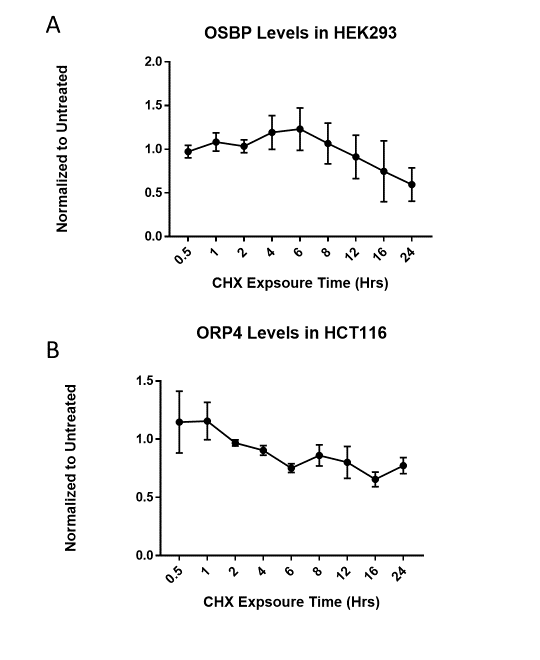 A
OSBP Levels in HEK293
Normalized to Untreated
2.0
1.5
1.0
0.5
0.0
0.5 1 2 4 6 8 12 16 24
CHX Expsoure Time (Hrs)
B
ORP4 Levels in HCT116
Normalized to Untreated
1.5
1.0
0.5
0.0
0.5 1 2 4 6 8 12 16 24
CHX Expsoure Time (Hrs)